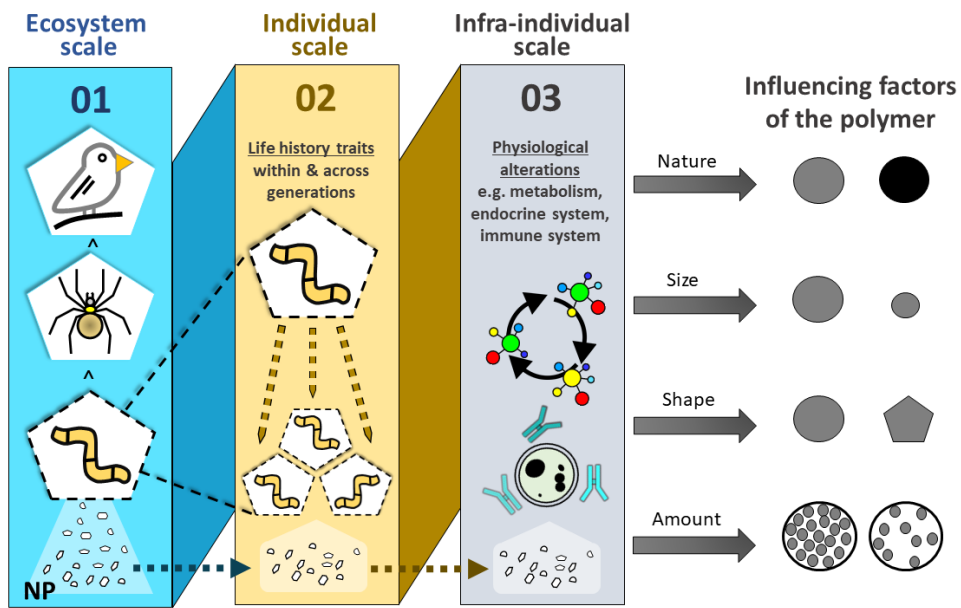 Ecosystem
scale
01
NP
Individual
scale
02
Life history traits
within & across
generations
Infra-individual
scale
03
Physiological
alterations
e.g. metabolism,
endocrine system,
immune system
Influencing factors
of the polymer
Nature
Size
Shape
Amount